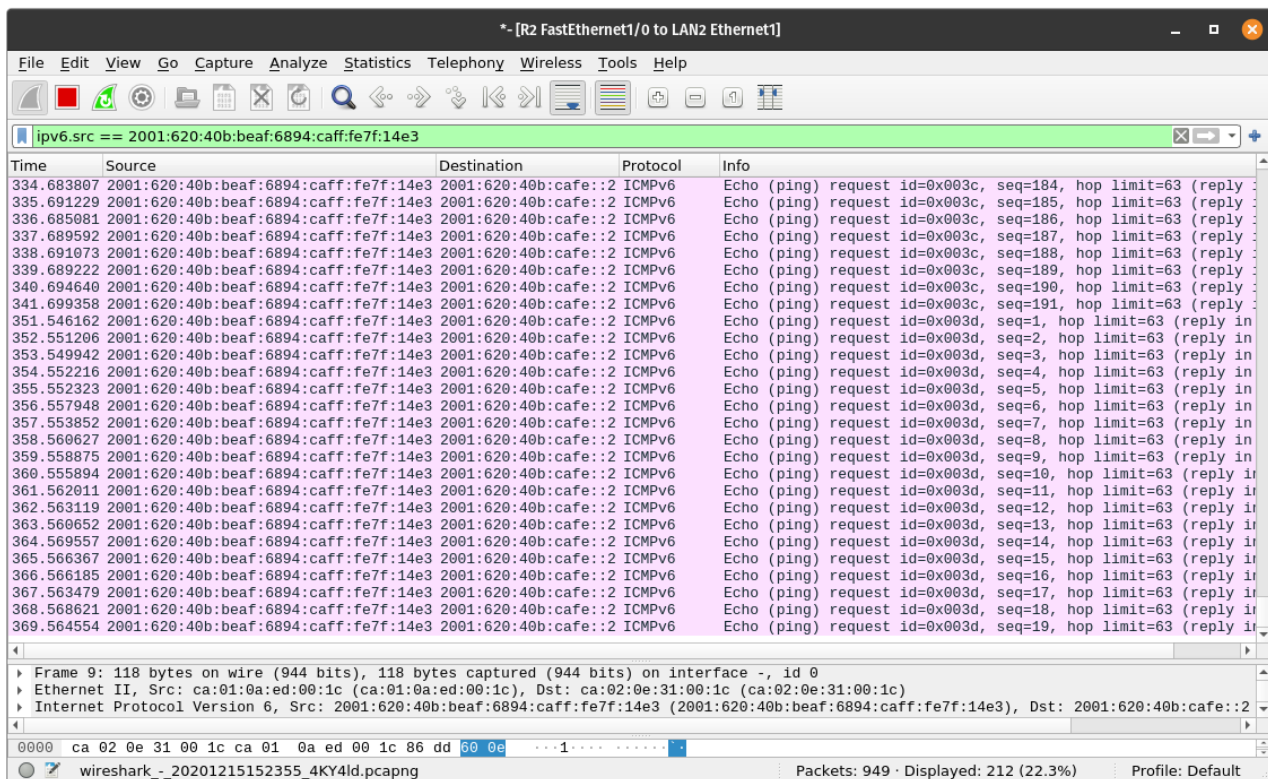 *- [R2 FastEthernet1/0 to LAN2 Ethernet1]
File Edit View Go Capture Analyze Statistics Telephony Wireless Tools Help
ipv6.src == 2001:620:40b:beaf:6894:caff:fe7f:14e3
Time Source Destination Protocol Info
334.683807 2001:620:40b:beaf:6894:caff:fe7f:14e3 2001:620:40b:cafe::2 ICMPv6 Echo (ping) request id=0x003c, seq=184, hop limit=63 (reply
335.691229 2001:620:40b:beaf:6894:caff:fe7f:14e3 2001:620:40b:cafe::2 ICMPv6 Echo (ping) request id=0x003c, seq=185, hop limit=63 (reply
336.685081 2001:620:40b:beaf:6894:caff:fe7f:14e3 2001:620:40b:cafe::2 ICMPv6 Echo (ping) request id=0x003c, seq=186, hop limit=63 (reply
337.689592 2001:620:40b:beaf:6894:caff:fe7f:14e3 2001:620:40b:cafe::2 ICMPv6 Echo (ping) request id=0x003c, seq=187, hop limit=63 (reply
338.691073 2001:620:40b:beaf:6894:caff:fe7f:14e3 2001:620:40b:cafe::2 ICMPv6 Echo (ping) request id=0x003c, seq=188, hop limit=63 (reply
339.689222 2001:620:40b:beaf:6894:caff:fe7f:14e3 2001:620:40b:cafe::2 ICMPv6 Echo (ping) request id=0x003c, seq=189, hop limit=63 (reply
340.694640 2001:620:40b:beaf:6894:caff:fe7f:14e3 2001:620:40b:cafe::2 ICMPv6 Echo (ping) request id=0x003c, seq=190, hop limit=63 (reply
341.699358 2001:620:40b:beaf:6894:caff:fe7f:14e3 2001:620:40b:cafe::2 ICMPv6 Echo (ping) request id=0x003c, seq=191, hop limit=63 (reply
351.546162 2001:620:40b:beaf:6894:caff:fe7f:14e3 2001:620:40b:cafe::2 ICMPv6 Echo (ping) request id=0x003d, seq=1, hop limit=63 (reply in
352.551206 2001:620:40b:beaf:6894:caff:fe7f:14e3 2001:620:40b:cafe::2 ICMPv6 Echo (ping) request id=0x003d, seq=2, hop limit=63 (reply in
353.549942 2001:620:40b:beaf:6894:caff:fe7f:14e3 2001:620:40b:cafe::2 ICMPv6 Echo (ping) request id=0x003d, seq=3, hop limit=63 (reply in
354.552216 2001:620:40b:beaf:6894:caff:fe7f:14e3 2001:620:40b:cafe::2 ICMPv6 Echo (ping) request id=0x003d, seq=4, hop limit=63 (reply in
355.552323 2001:620:40b:beaf:6894:caff:fe7f:14e3 2001:620:40b:cafe::2 ICMPv6 Echo (ping) request id=0x003d, seq=5, hop limit=63 (reply in
356.557948 2001:620:40b:beaf:6894:caff:fe7f:14e3 2001:620:40b:cafe::2 ICMPv6 Echo (ping) request id=0x003d, seq=6, hop limit=63 (reply in
357.553852 2001:620:40b:beaf:6894:caff:fe7f:14e3 2001:620:40b:cafe::2 ICMPv6 Echo (ping) request id=0x003d, seq=7, hop limit=63 (reply in
358.560627 2001:620:40b:beaf:6894:caff:fe7f:14e3 2001:620:40b:cafe::2 ICMPv6 Echo (ping) request id=0x003d, seq=8, hop limit=63 (reply in
359.558875 2001:620:40b:beaf:6894:caff:fe7f:14e3 2001:620:40b:cafe::2 ICMPv6 Echo (ping) request id=0x003d, seq=9, hop limit=63 (reply in
360.555894 2001:620:40b:beaf:6894:caff:fe7f:14e3 2001:620:40b:cafe::2 ICMPv6 Echo (ping) request id=0x003d, seq=10, hop limit=63 (reply in
361.562011 2001:620:40b:beaf:6894:caff:fe7f:14e3 2001:620:40b:cafe::2 ICMPv6 Echo (ping) request id=0x003d, seq=11, hop limit=63 (reply in
362.563119 2001:620:40b:beaf:6894:caff:fe7f:14e3 2001:620:40b:cafe::2 ICMPv6 Echo (ping) request id=0x003d, seq=12, hop limit=63 (reply in
363.560652 2001:620:40b:beaf:6894:caff:fe7f:14e3 2001:620:40b:cafe::2 ICMPv6 Echo (ping) request id=0x003d, seq=13, hop limit=63 (reply in
364.569557 2001:620:40b:beaf:6894:caff:fe7f:14e3 2001:620:40b:cafe::2 ICMPv6 Echo (ping) request id=0x003d, seq=14, hop limit=63 (reply in
365.566367 2001:620:40b:beaf:6894:caff:fe7f:14e3 2001:620:40b:cafe::2 ICMPv6 Echo (ping) request id=0x003d, seq=15, hop limit=63 (reply in
366.566185 2001:620:40b:beaf:6894:caff:fe7f:14e3 2001:620:40b:cafe::2 ICMPv6 Echo (ping) request id=0x003d, seq=16, hop limit=63 (reply in
367.563479 2001:620:40b:beaf:6894:caff:fe7f:14e3 2001:620:40b:cafe::2 ICMPv6 Echo (ping) request id=0x003d, seq=17, hop limit=63 (reply in
368.568621 2001:620:40b:beaf:6894:caff:fe7f:14e3 2001:620:40b:cafe::2 ICMPv6 Echo (ping) request id=0x003d, seq=18, hop limit=63 (reply in
369.564554 2001:620:40b:beaf:6894:caff:fe7f:14e3 2001:620:40b:cafe::2 ICMPv6 Echo (ping) request id=0x003d, seq=19, hop limit=63 (reply in
Frame 9: 118 bytes on wire (944 bits), 118 bytes captured (944 bits) on interface -, id 0
Ethernet II, Src: ca:01:0a:ed:00:1c (ca:01:0a:ed:00:1c), Dst: ca:02:0e:31:00:1c (ca:02:0e:31:00:1c)
Internet Protocol Version 6, Src: 2001:620:40b:beaf:6894:caff:fe7f:14e3 (2001:620:40b:beaf:6894:caff:fe7f:14e3), Dst: 2001:620:40b:cafe::2
0000 ca 02 0e 31 00 1c ca 01 0a ed 00 1c 86 dd 60 0e ···1···· ······`·
wireshark_-_20201215152355_4KY4ld.pcapng Packets: 949 · Displayed: 212 (22.3%) Profile: Default